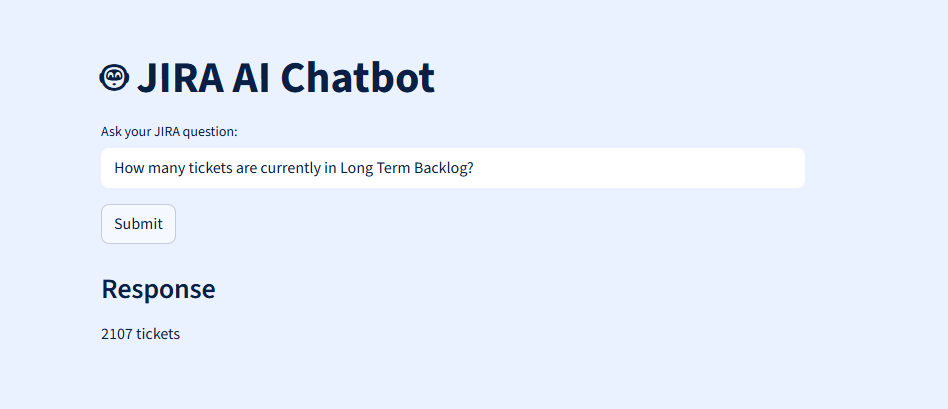 JIRA AI Chatbot
Ask your JIRA question:
How many tickets are currently in Long Term Backlog?
Submit
Response
2107 tickets